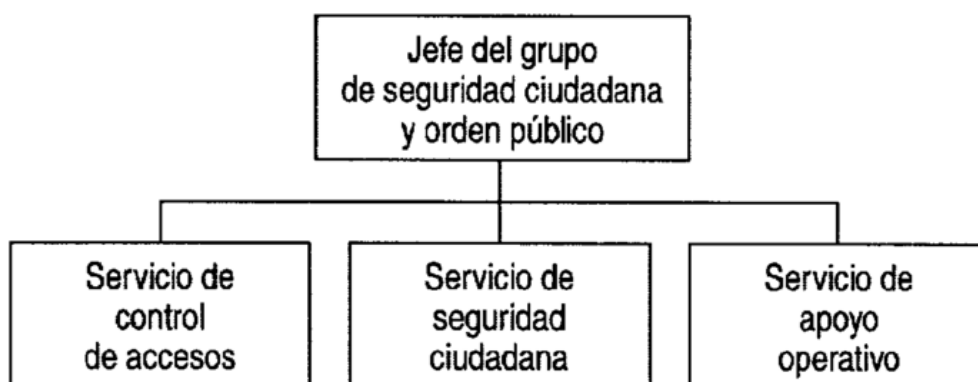 Jefe del grupo
de seguridad ciudadana
y orden público
Servicio de
control
de accesos
Servicio de
seguridad
ciudadana
Servicio de
apoyo
operativo